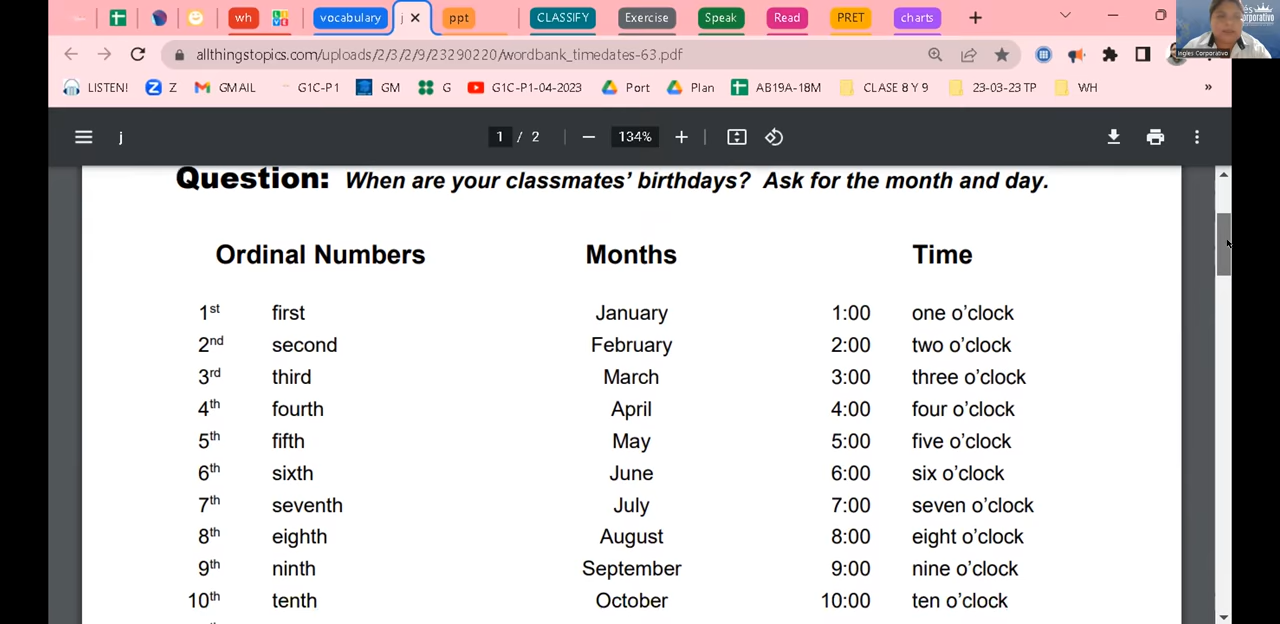 wh
vocabulary
j
ppt
CLASSIFY
Exercise
Speak
Read
PRET
charts
allthingstopics.com/uploads/2/3/2/9/23290220/wordbank_timedates-63.pdf
Ingles Corporativo
LISTEN! Z GMAIL G1C-P1 GM G G1C-P1-04-2023 Port Plan AB19A-18M CLASE 8 Y 9 23-03-23 TP WH »
j 1 / 2 134%
Question: When are your classmates’ birthdays? Ask for the month and day.
Ordinal Numbers Months Time
1st first January 1:00 one o’clock
2nd second February 2:00 two o’clock
3rd third March 3:00 three o’clock
4th fourth April 4:00 four o’clock
5th fifth May 5:00 five o’clock
6th sixth June 6:00 six o’clock
7th seventh July 7:00 seven o’clock
8th eighth August 8:00 eight o’clock
9th ninth September 9:00 nine o’clock
10th tenth October 10:00 ten o’clock